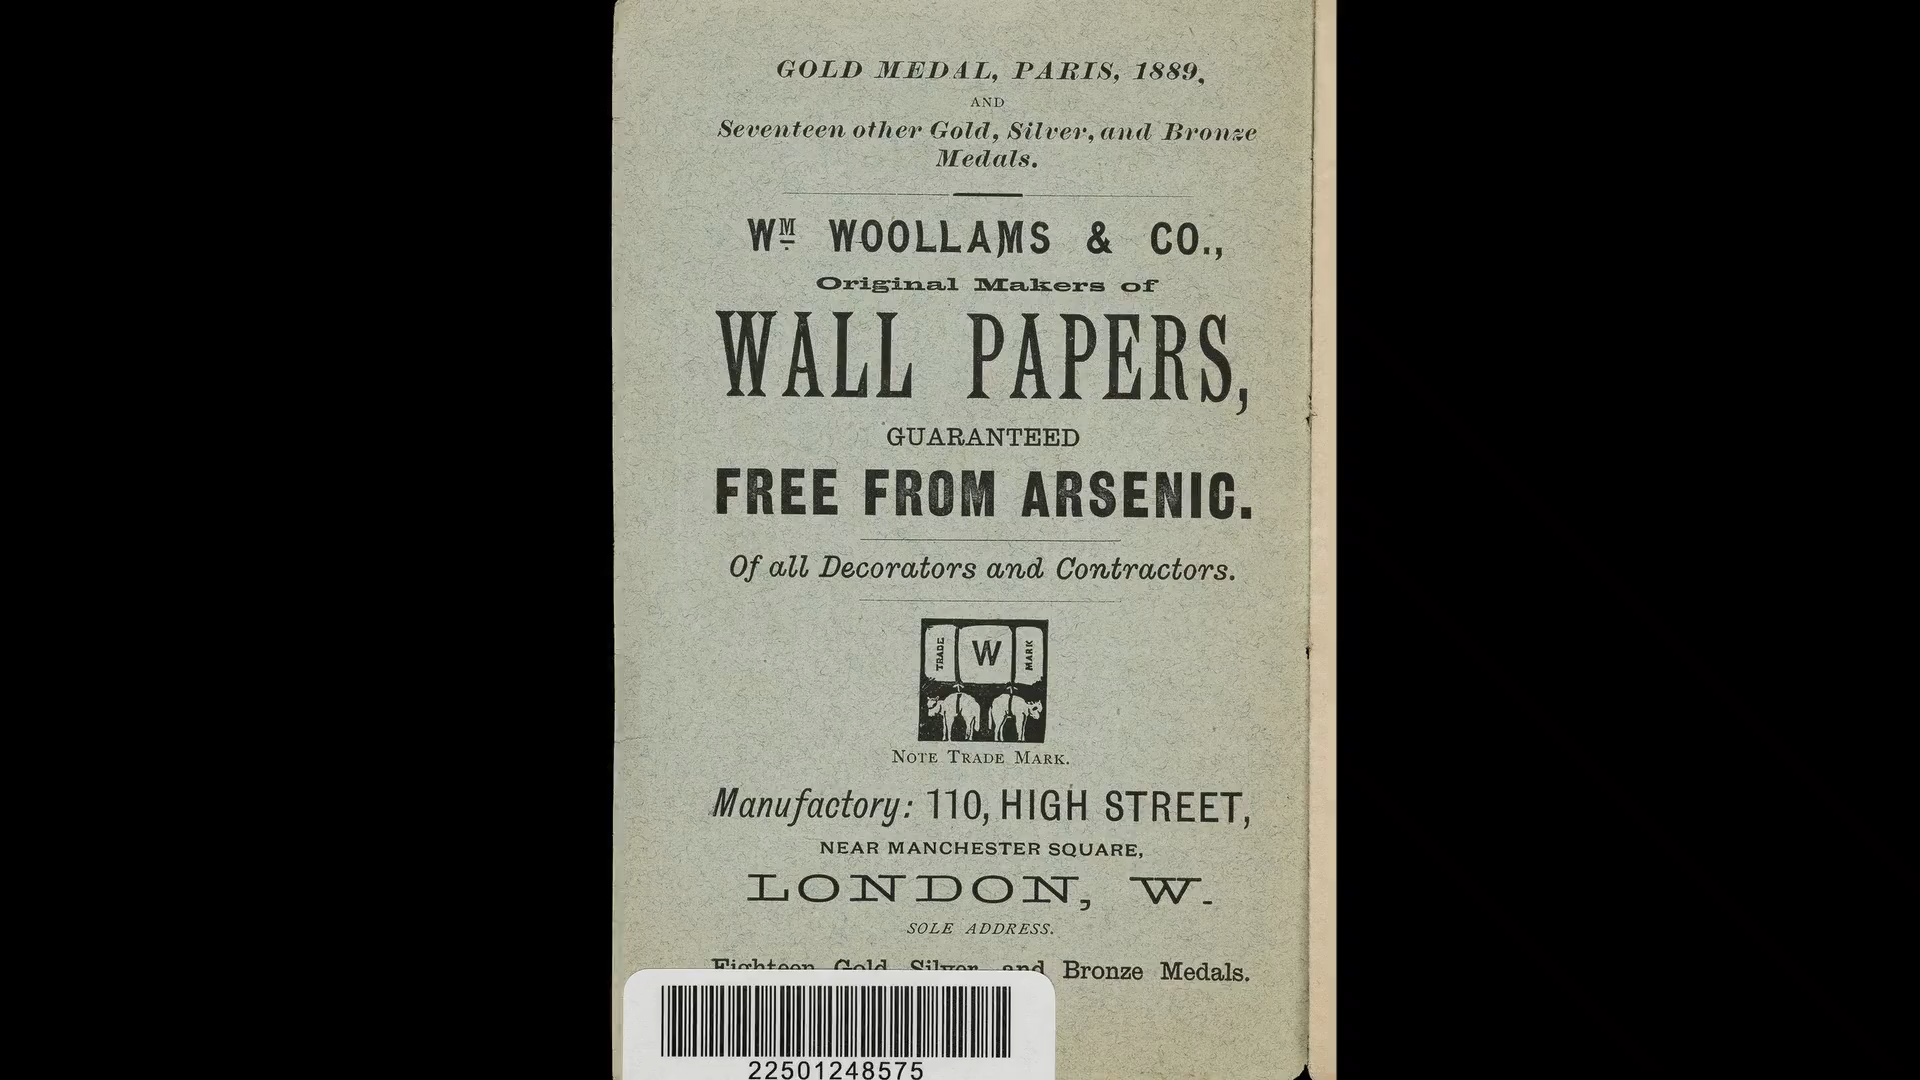 GOLD MEDAL, PARIS, 1889,
AND
Seventeen other Gold, Silver, and Bronze
Medals.
WM WOOLLAMS & CO.,
Original Makers of
WALL PAPERS,
GUARANTEED
FREE FROM ARSENIC.
Of all Decorators and Contractors.
TRADE W MARK
NOTE TRADE MARK.
Manufactory: 110, HIGH STREET,
NEAR MANCHESTER SQUARE,
LONDON, W.
SOLE ADDRESS.
Eighteen Gold, Silver, and Bronze Medals.
22501248575